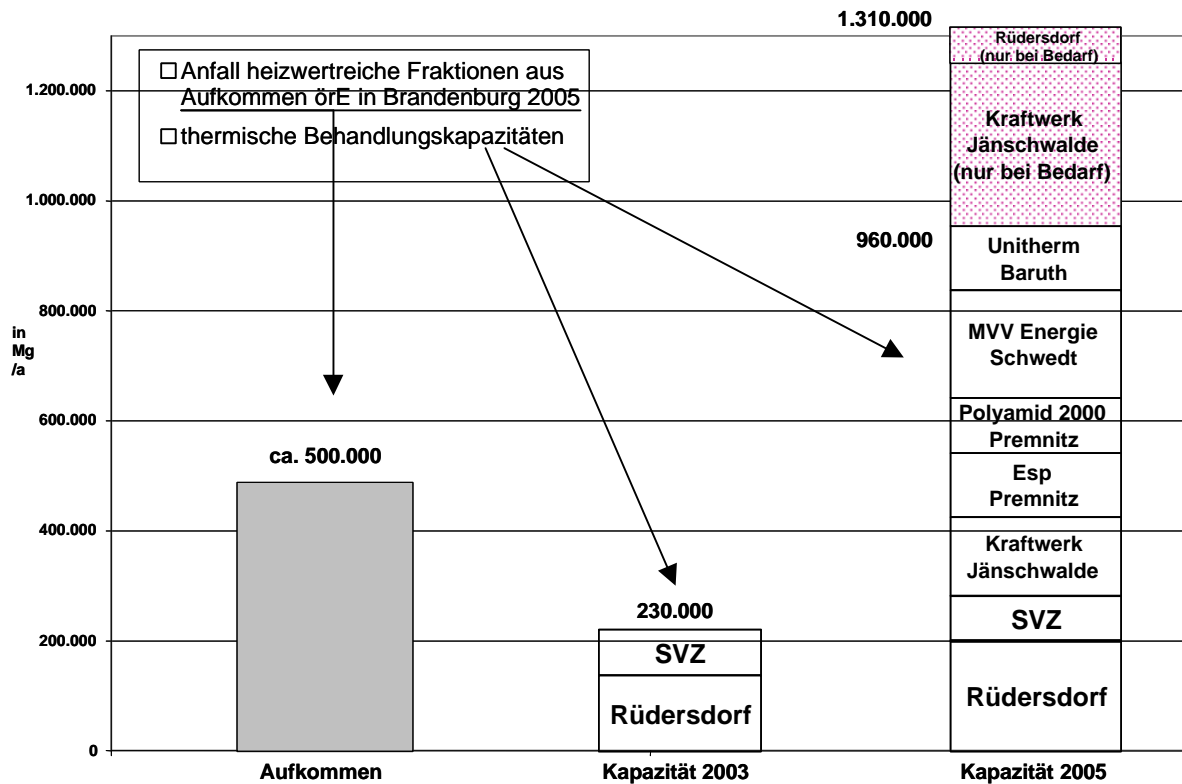 1.310.000
Anfall heizwertreiche Fraktionen aus
Aufkommen örE in Brandenburg 2005
thermische Behandlungskapazitäten
Rüdersdorf
(nur bei Bedarf)
Kraftwerk
Jänschwalde
(nur bei Bedarf)
960.000
Unitherm
Baruth
MVV Energie
Schwedt
Polyamid 2000
Premnitz
Esp
Premnitz
Kraftwerk
Jänschwalde
SVZ
Rüdersdorf
1.200.000
1.000.000
800.000
in
Mg
/a
600.000
400.000
200.000
0
ca. 500.000
230.000
SVZ
Rüdersdorf
Aufkommen
Kapazität 2003
Kapazität 2005